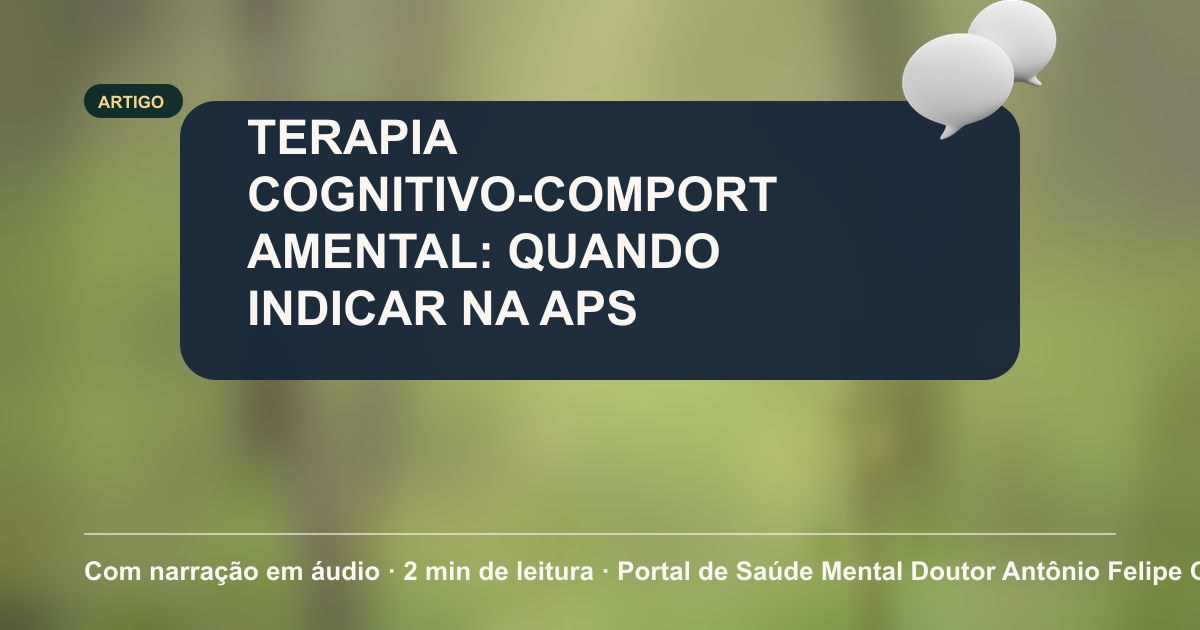 ARTIGO
TERAPIA
COGNITIVO-COMPORT
AMENTAL: QUANDO
INDICAR NA APS
Com narração em áudio · 2 min de leitura · Portal de Saúde Mental Doutor Antônio Felipe